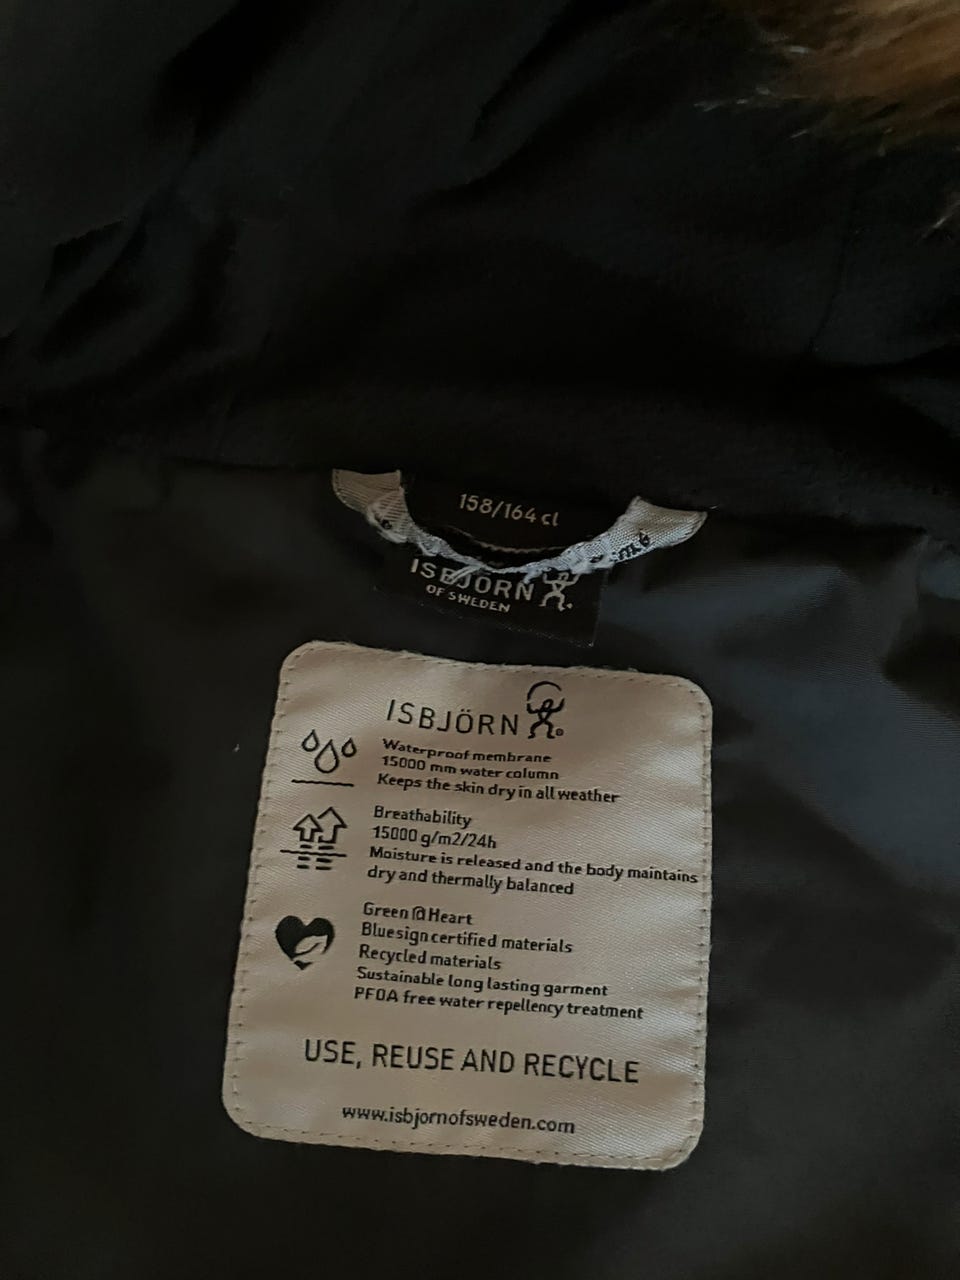 158/164 cl
ISBJÖRN
OF SWEDEN
ISBJÖRN
Waterproof membrane
15000 mm water column
Keeps the skin dry in all weather
Breathability
15000 g/m2/24h
Moisture is released and the body maintains
dry and thermally balanced
Green @ Heart
Bluesign certified materials
Recycled materials
Sustainable long lasting garment
PFOA free water repellency treatment
USE, REUSE AND RECYCLE
www.isbjornofsweden.com